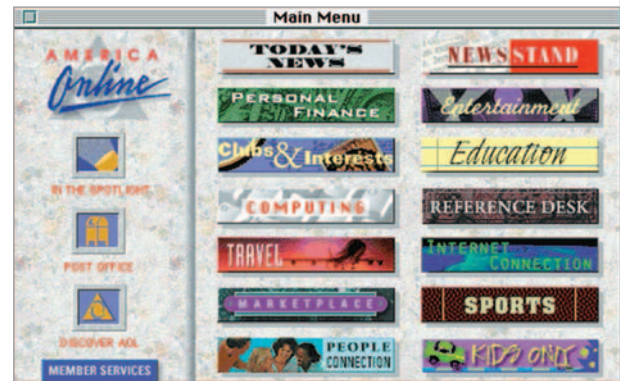 Main Menu
AMERICA
Online
IN THE SPOTLIGHT
POST OFFICE
DISCOVER AOL
MEMBER SERVICES
TODAY'S
NEWS
NEWSSTAND
PERSONAL
FINANCE
Entertainment
Clubs & Interests
Education
COMPUTING
REFERENCE DESK
TRAVEL
INTERNET
CONNECTION
MARKETPLACE
SPORTS
PEOPLE
CONNECTION
KIDS ONLY